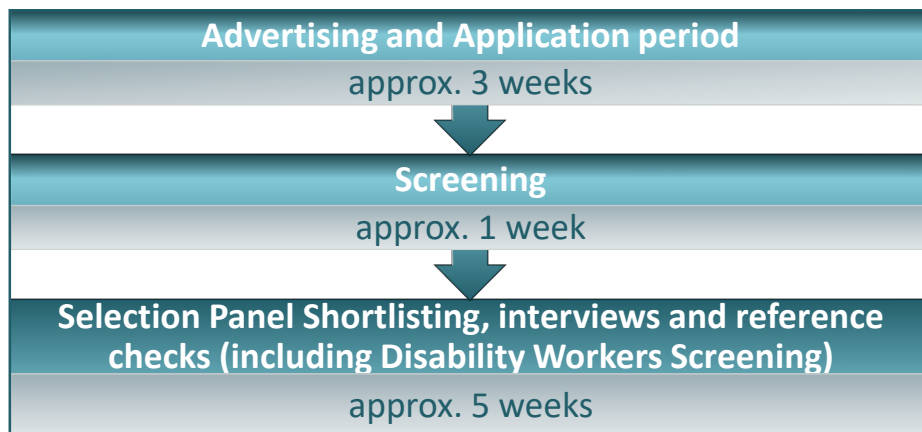 Advertising and Application period
approx. 3 weeks
Screening
approx. 1 week
Selection Panel Shortlisting, interviews and reference
checks (including Disability Workers Screening)
approx. 5 weeks